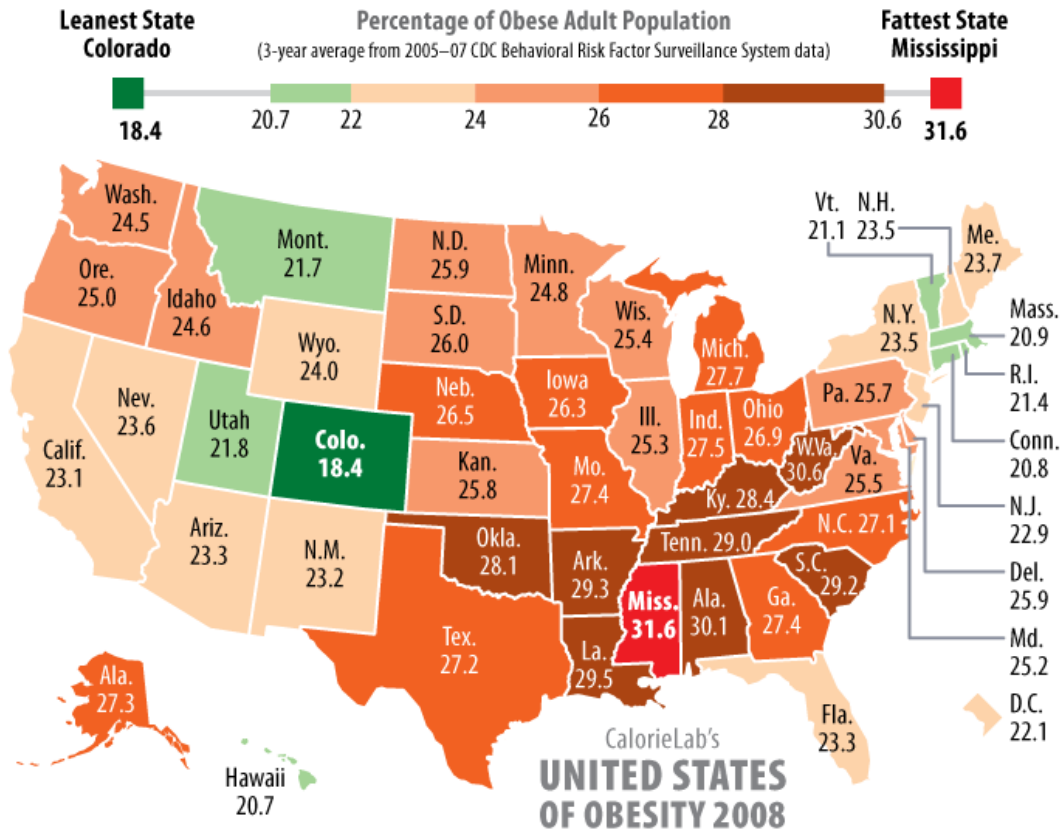 Leanest State
Colorado
Percentage of Obese Adult Population
(3-year average from 2005–07 CDC Behavioral Risk Factor Surveillance System data)
Fattest State
Mississippi
18.4
20.7
22
24
26
28
30.6
31.6
Wash.
24.5
Ore.
25.0
Idaho
24.6
Mont.
21.7
N.D.
25.9
Minn.
24.8
S.D.
26.0
Wis.
25.4
Mich.
27.7
Vt.
21.1
N.H.
23.5
Me.
23.7
N.Y.
23.5
Mass.
20.9
R.I.
21.4
Conn.
20.8
N.J.
22.9
Del.
25.9
Md.
25.2
D.C.
22.1
Wyo.
24.0
Neb.
26.5
Iowa
26.3
Ill.
25.3
Ind.
27.5
Ohio
26.9
Pa. 25.7
Calif.
23.1
Nev.
23.6
Utah
21.8
Colo.
18.4
Kan.
25.8
Mo.
27.4
Ky. 28.4
W.Va.
30.6
Va.
25.5
Ariz.
23.3
N.M.
23.2
Okla.
28.1
Ark.
29.3
Tenn. 29.0
N.C. 27.1
S.C.
29.2
Tex.
27.2
La.
29.5
Miss.
31.6
Ala.
30.1
Ga.
27.4
Fla.
23.3
Ala.
27.3
Hawaii
20.7
CalorieLab's
UNITED STATES
OF OBESITY 2008